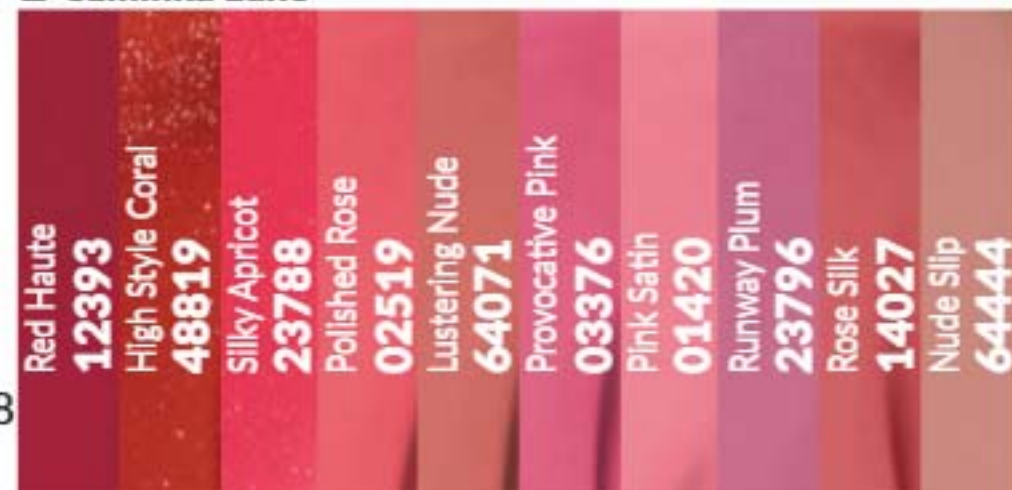 Red Haute
12393
High Style Coral
48819
Silky Apricot
23788
Polished Rose
02519
Lustering Nude
64071
Provocative Pink
03376
Pink Satin
01420
Runway Plum
23796
Rose Silk
14027
Nude Slip
64444
8